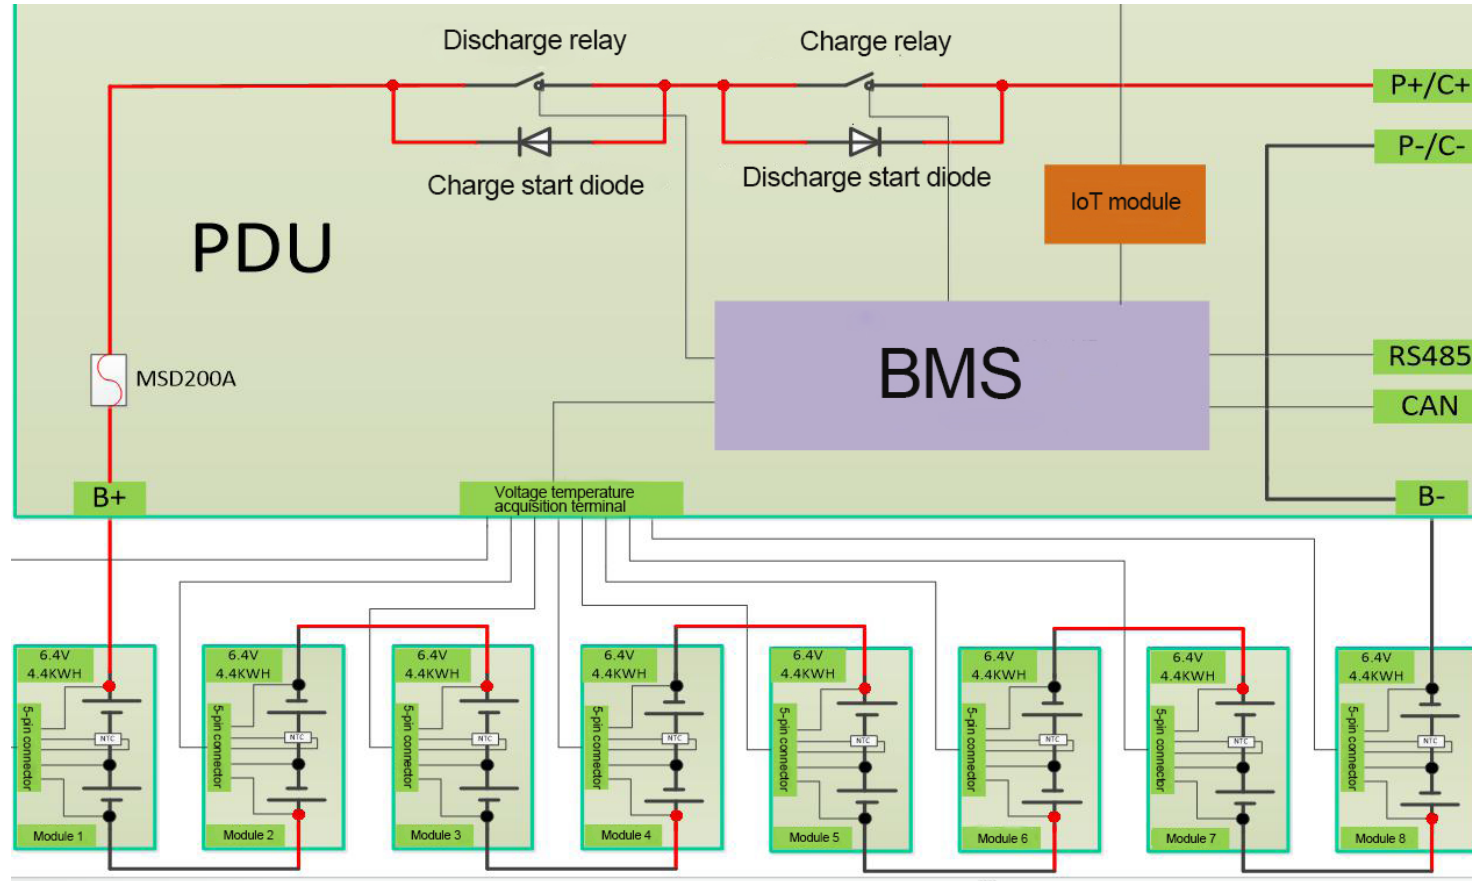 Discharge relay
Charge relay
P+/C+
P-/C-
Charge start diode
Discharge start diode
IoT module
PDU
BMS
RS485
MSD200A
CAN
B+
Voltage temperature
acquisition terminal
B-
6.4V
4.4KWH
5-pin connector
NTC
Module 1
6.4V
4.4KWH
5-pin connector
NTC
Module 2
6.4V
4.4KWH
5-pin connector
NTC
Module 3
6.4V
4.4KWH
5-pin connector
NTC
Module 4
6.4V
4.4KWH
5-pin connector
NTC
Module 5
6.4V
4.4KWH
5-pin connector
NTC
Module 6
6.4V
4.4KWH
5-pin connector
NTC
Module 7
6.4V
4.4KWH
5-pin connector
NTC
Module 8